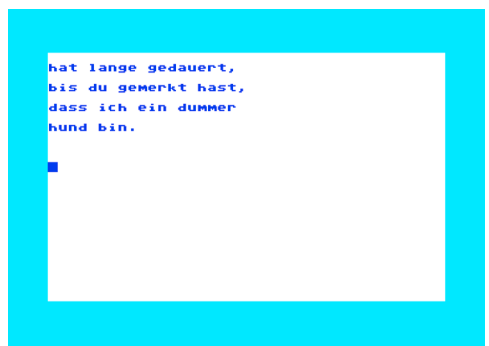 hat lange gedauert,
bis du gemerkt hast,
dass ich ein dummer
hund bin.